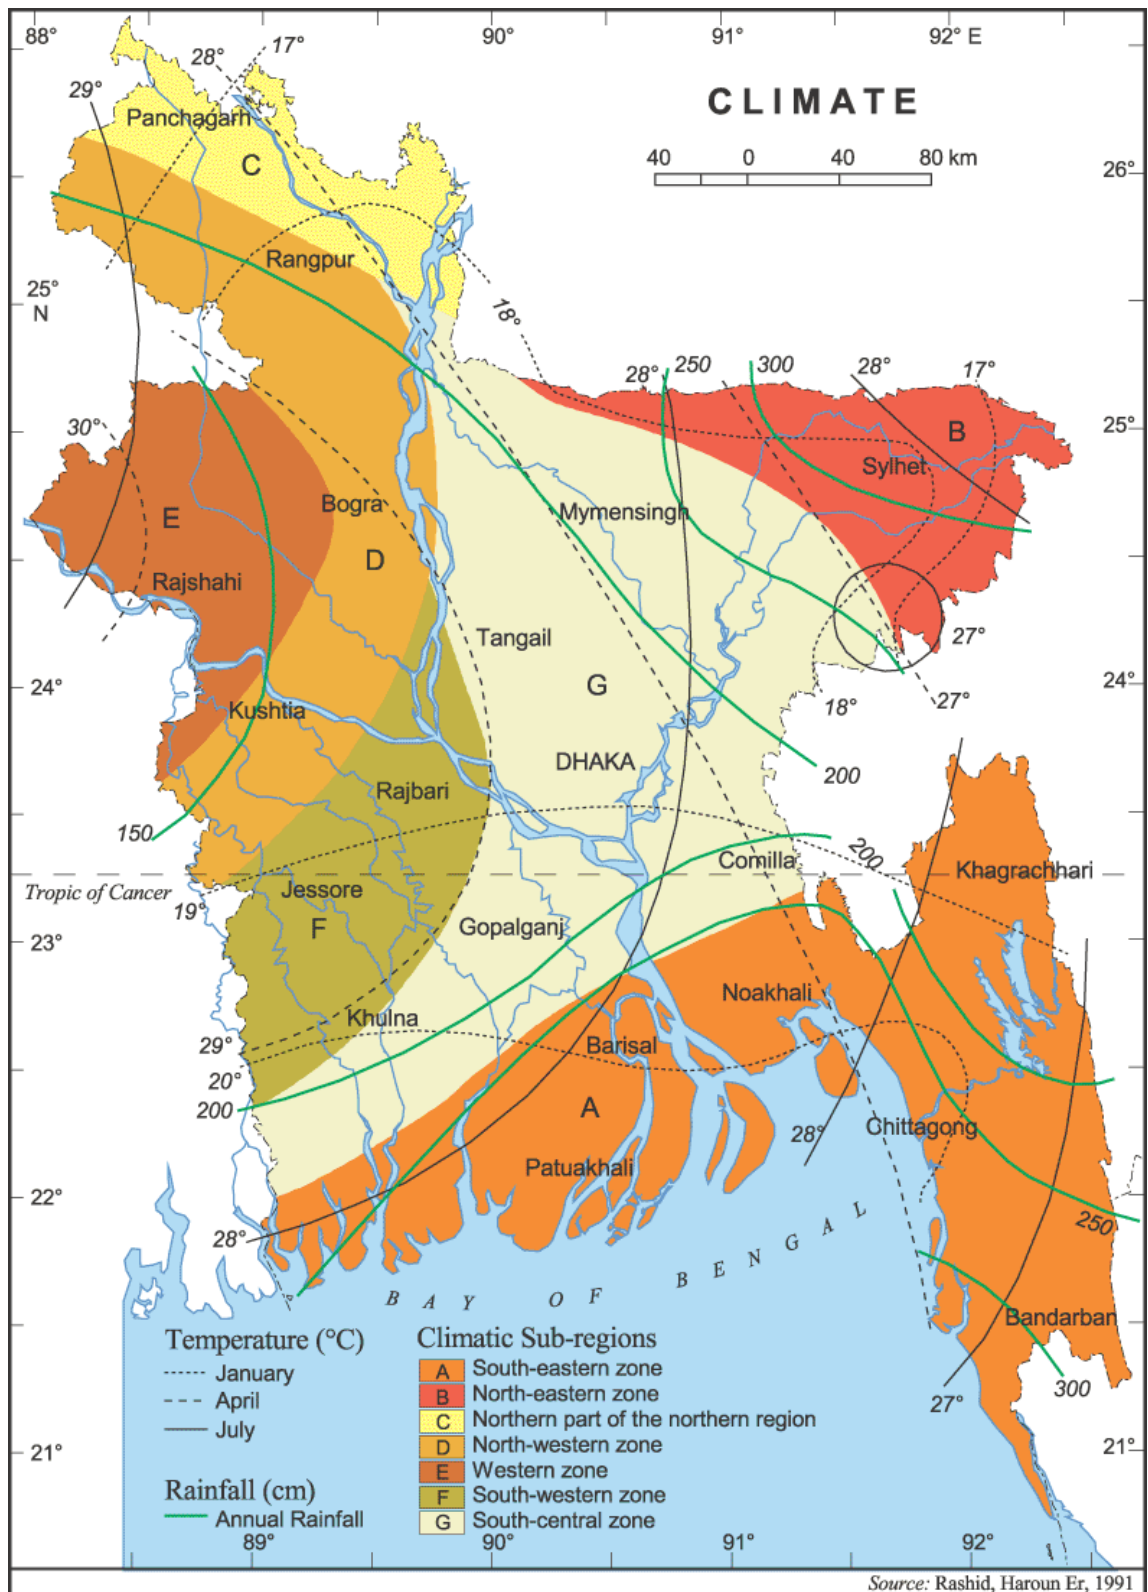 88°
90°
91°
92° E
17°
28°
29°
CLIMATE
Panchagarh
C
40 0 40 80 km
26°
Rangpur
25°
N
18°
28°
250
300
28°
17°
30°
B
25°
Sylhet
Bogra
Mymensingh
E
D
Rajshahi
Tangail
27°
24°
G
24°
18°
27°
Kushtia
DHAKA
200
Rajbari
150
Comilla
200
Khagrachhari
Tropic of Cancer
Jessore
19°
F
Gopalganj
23°
Noakhali
Khulna
29°
Barisal
20°
200
A
28°
Chittagong
Patuakhali
22°
28°
250
BAY OF BENGAL
Bandarban
Temperature (°C)
January
April
July
Rainfall (cm)
Annual Rainfall
Climatic Sub-regions
A South-eastern zone
B North-eastern zone
C Northern part of the northern region
D North-western zone
E Western zone
F South-western zone
G South-central zone
300
27°
21°
21°
89°
90°
91°
92°
Source: Rashid, Haroun Er, 1991